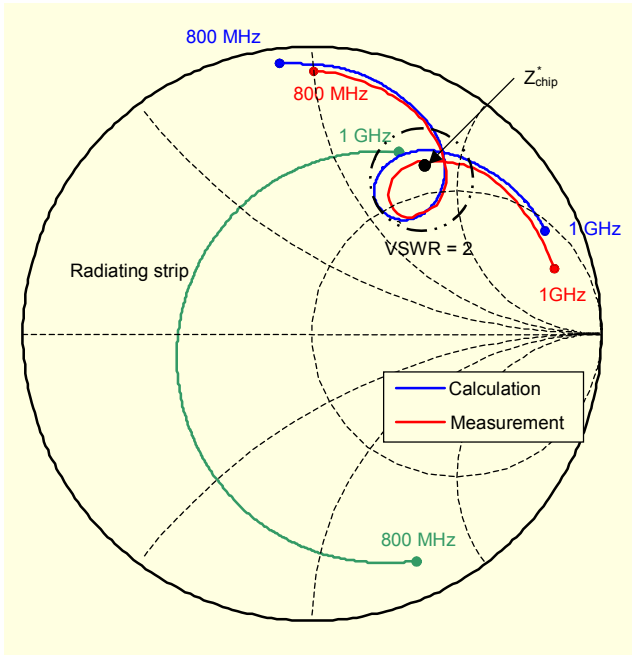 800 MHz
Z*chip
800 MHz
1 GHz
1 GHz
VSWR = 2
Radiating strip
1GHz
Calculation
Measurement
800 MHz